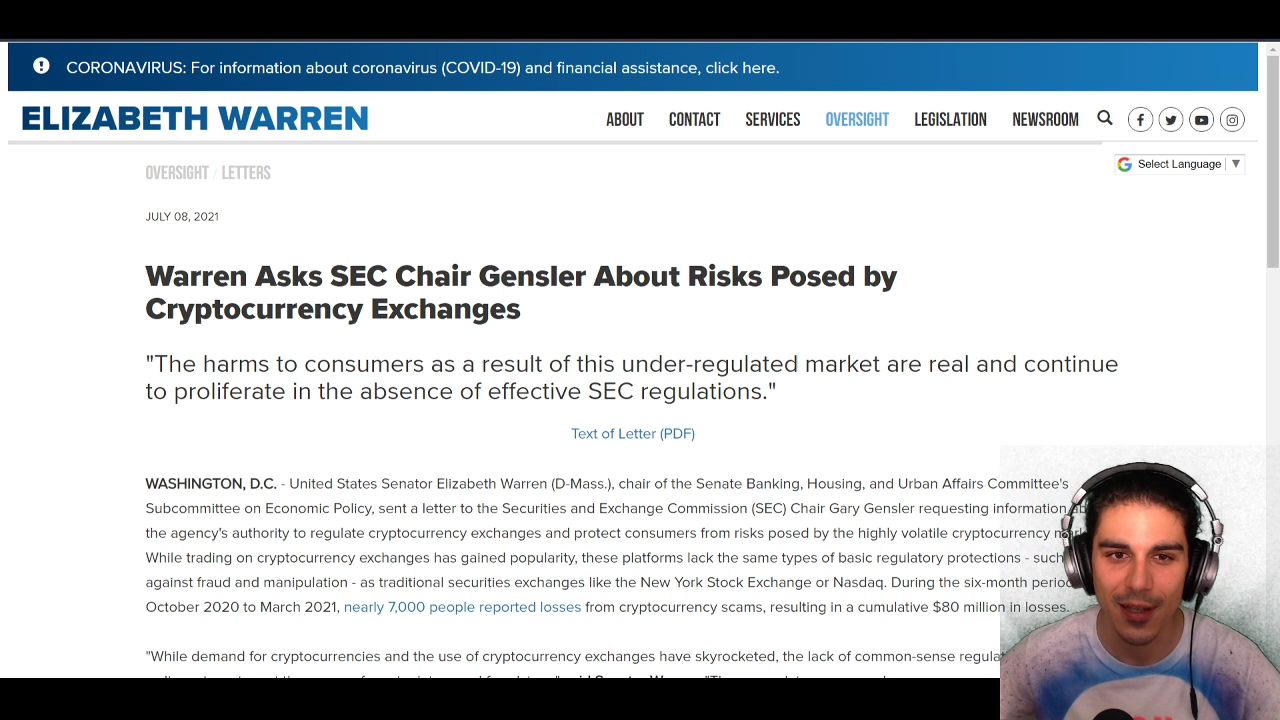 CORONAVIRUS: For information about coronavirus (COVID-19) and financial assistance, click here.
ELIZABETH WARREN
ABOUT CONTACT SERVICES OVERSIGHT LEGISLATION NEWSROOM
Select Language
OVERSIGHT / LETTERS
JULY 08, 2021
Warren Asks SEC Chair Gensler About Risks Posed by
Cryptocurrency Exchanges
"The harms to consumers as a result of this under-regulated market are real and continue
to proliferate in the absence of effective SEC regulations."
Text of Letter (PDF)
WASHINGTON, D.C. - United States Senator Elizabeth Warren (D-Mass.), chair of the Senate Banking, Housing, and Urban Affairs Committee's
Subcommittee on Economic Policy, sent a letter to the Securities and Exchange Commission (SEC) Chair Gary Gensler requesting information
the agency's authority to regulate cryptocurrency exchanges and protect consumers from risks posed by the highly volatile cryptocurrency
While trading on cryptocurrency exchanges has gained popularity, these platforms lack the same types of basic regulatory protections - such
against fraud and manipulation - as traditional securities exchanges like the New York Stock Exchange or Nasdaq. During the six-month period
October 2020 to March 2021, nearly 7,000 people reported losses from cryptocurrency scams, resulting in a cumulative $80 million in losses.
"While demand for cryptocurrencies and the use of cryptocurrency exchanges have skyrocketed, the lack of common-sense